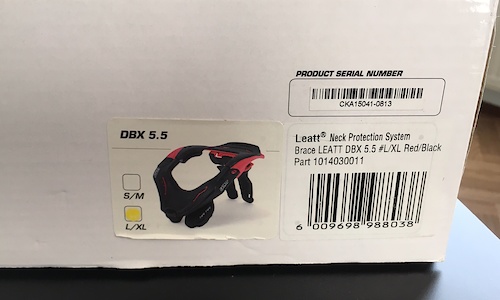 PRODUCT SERIAL NUMBER
CKA15041-0813
DBX 5.5
S/M
L/XL
Leatt® Neck Protection System
Brace LEATT DBX 5.5 #L/XL Red/Black
Part 1014030011
6 009698 988038